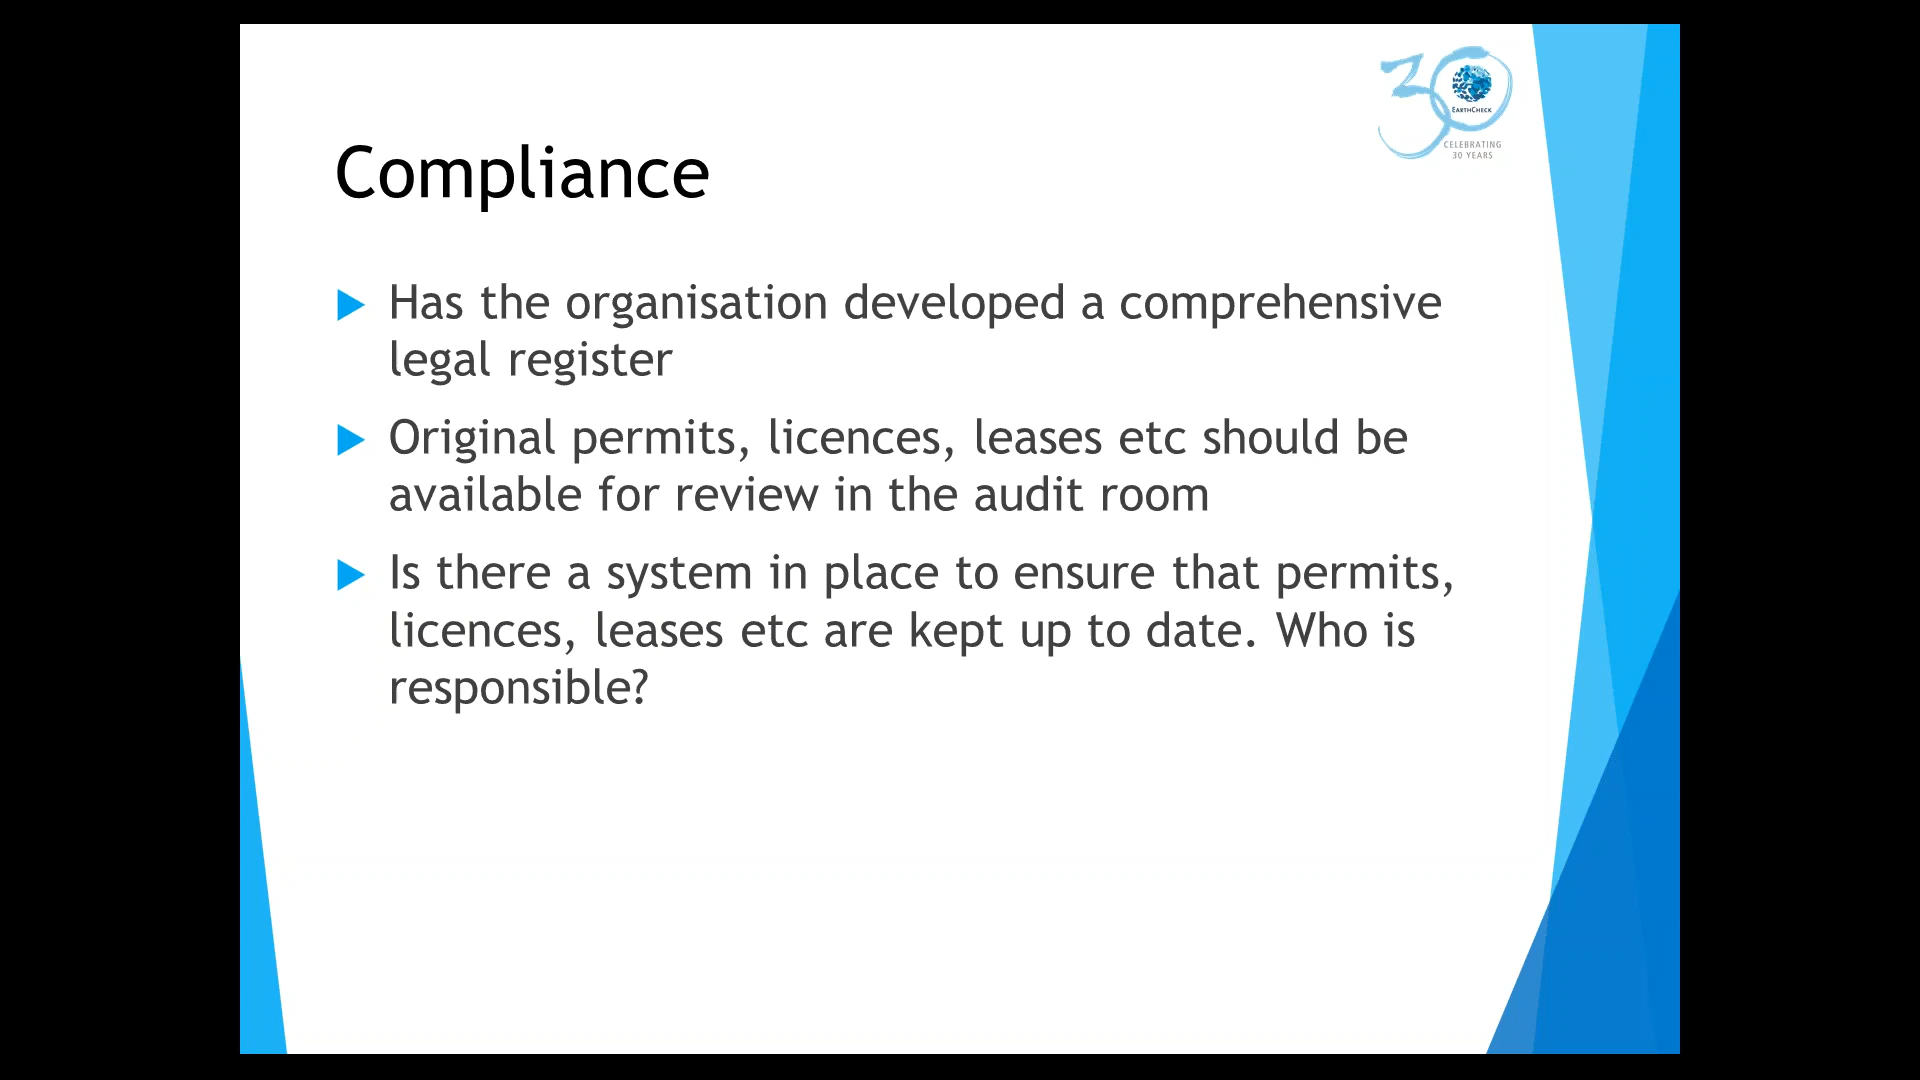 30
EARTHCHECK
CELEBRATING
30 YEARS
Compliance
Has the organisation developed a comprehensive
legal register
Original permits, licences, leases etc should be
available for review in the audit room
Is there a system in place to ensure that permits,
licences, leases etc are kept up to date. Who is
responsible?